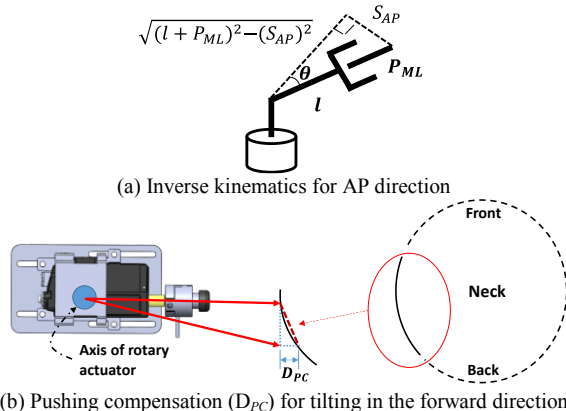 √(l + P_ML)²−(S_AP)²
S_AP
θ
P_ML
l
(a) Inverse kinematics for AP direction
Front
Neck
Axis of rotary
actuator
D_PC
Back
(b) Pushing compensation (D_PC) for tilting in the forward direction